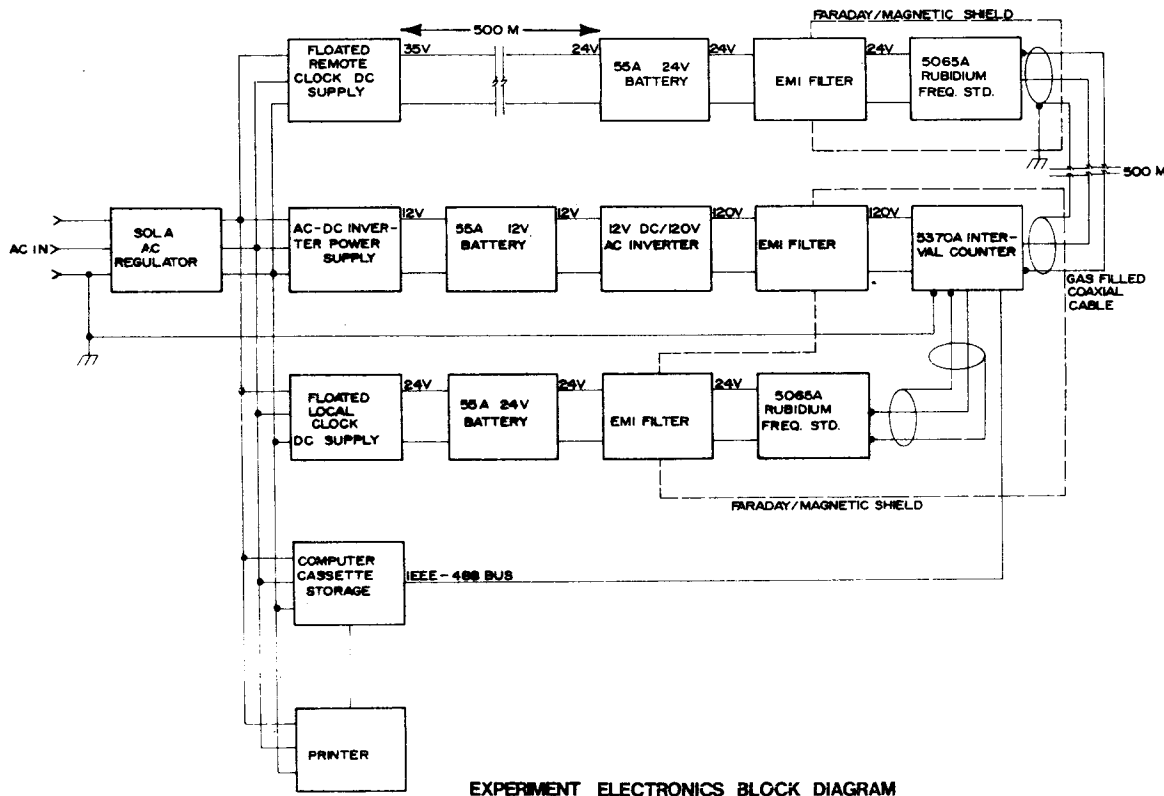 FARADAY/MAGNETIC SHIELD
500 M
FLOATED
REMOTE
CLOCK DC
SUPPLY
35V
24V
55A 24V
BATTERY
24V
EMI FILTER
24V
5065A
RUBIDIUM
FREQ. STD.
500 M
AC IN
SOLA
AC
REGULATOR
AC-DC INVER-
TER POWER
SUPPLY
12V
55A 12V
BATTERY
12V
12V DC/120V
AC INVERTER
120V
EMI FILTER
120V
5370A INTER-
VAL COUNTER
GAS FILLED
COAXIAL
CABLE
FLOATED
LOCAL
CLOCK
DC SUPPLY
24V
55A 24V
BATTERY
24V
EMI FILTER
24V
5065A
RUBIDIUM
FREQ. STD.
FARADAY/MAGNETIC SHIELD
COMPUTER
CASSETTE
STORAGE
IEEE-488 BUS
PRINTER
EXPERIMENT ELECTRONICS BLOCK DIAGRAM